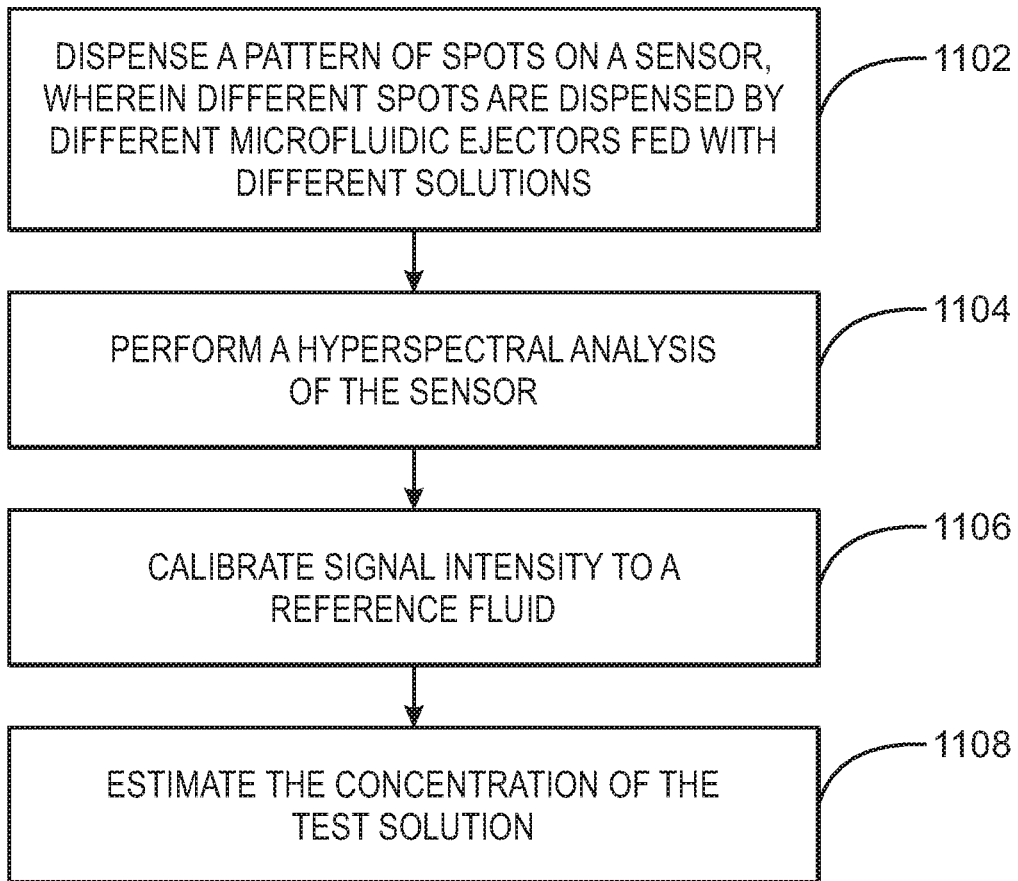 DISPENSE A PATTERN OF SPOTS ON A SENSOR,
WHEREIN DIFFERENT SPOTS ARE DISPENSED BY
DIFFERENT MICROFLUIDIC EJECTORS FED WITH
DIFFERENT SOLUTIONS
1102
PERFORM A HYPERSPECTRAL ANALYSIS
OF THE SENSOR
1104
CALIBRATE SIGNAL INTENSITY TO A
REFERENCE FLUID
1106
ESTIMATE THE CONCENTRATION OF THE
TEST SOLUTION
1108